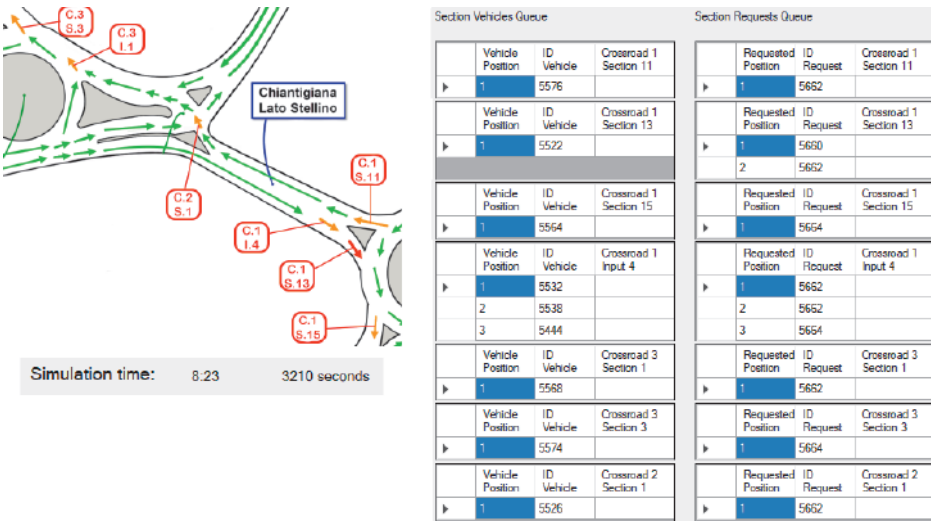 C.3
S.3
C.3
I.1
Chiantigiana
Lato Stellino
C.1
S.11
C.2
S.1
C.1
I.4
C.1
S.13
C.1
S.15
Simulation time: 8:23 3210 seconds
Section Vehicles Queue
Vehicle Position ID Vehicle Crossroad 1 Section 11
1 5576
Vehicle Position ID Vehicle Crossroad 1 Section 13
1 5522
Vehicle Position ID Vehicle Crossroad 1 Section 15
1 5564
Vehicle Position ID Vehicle Crossroad 1 Input 4
1 5532
2 5538
3 5444
Vehicle Position ID Vehicle Crossroad 3 Section 1
1 5568
Vehicle Position ID Vehicle Crossroad 3 Section 3
1 5574
Vehicle Position ID Vehicle Crossroad 2 Section 1
1 5526
Section Requests Queue
Requested Position ID Request Crossroad 1 Section 11
1 5662
Requested Position ID Request Crossroad 1 Section 13
1 5660
2 5662
Requested Position ID Request Crossroad 1 Section 15
1 5664
Requested Position ID Request Crossroad 1 Input 4
1 5662
2 5662
3 5664
Requested Position ID Request Crossroad 3 Section 1
1 5662
Requested Position ID Request Crossroad 3 Section 3
1 5664
Requested Position ID Request Crossroad 2 Section 1
1 5662